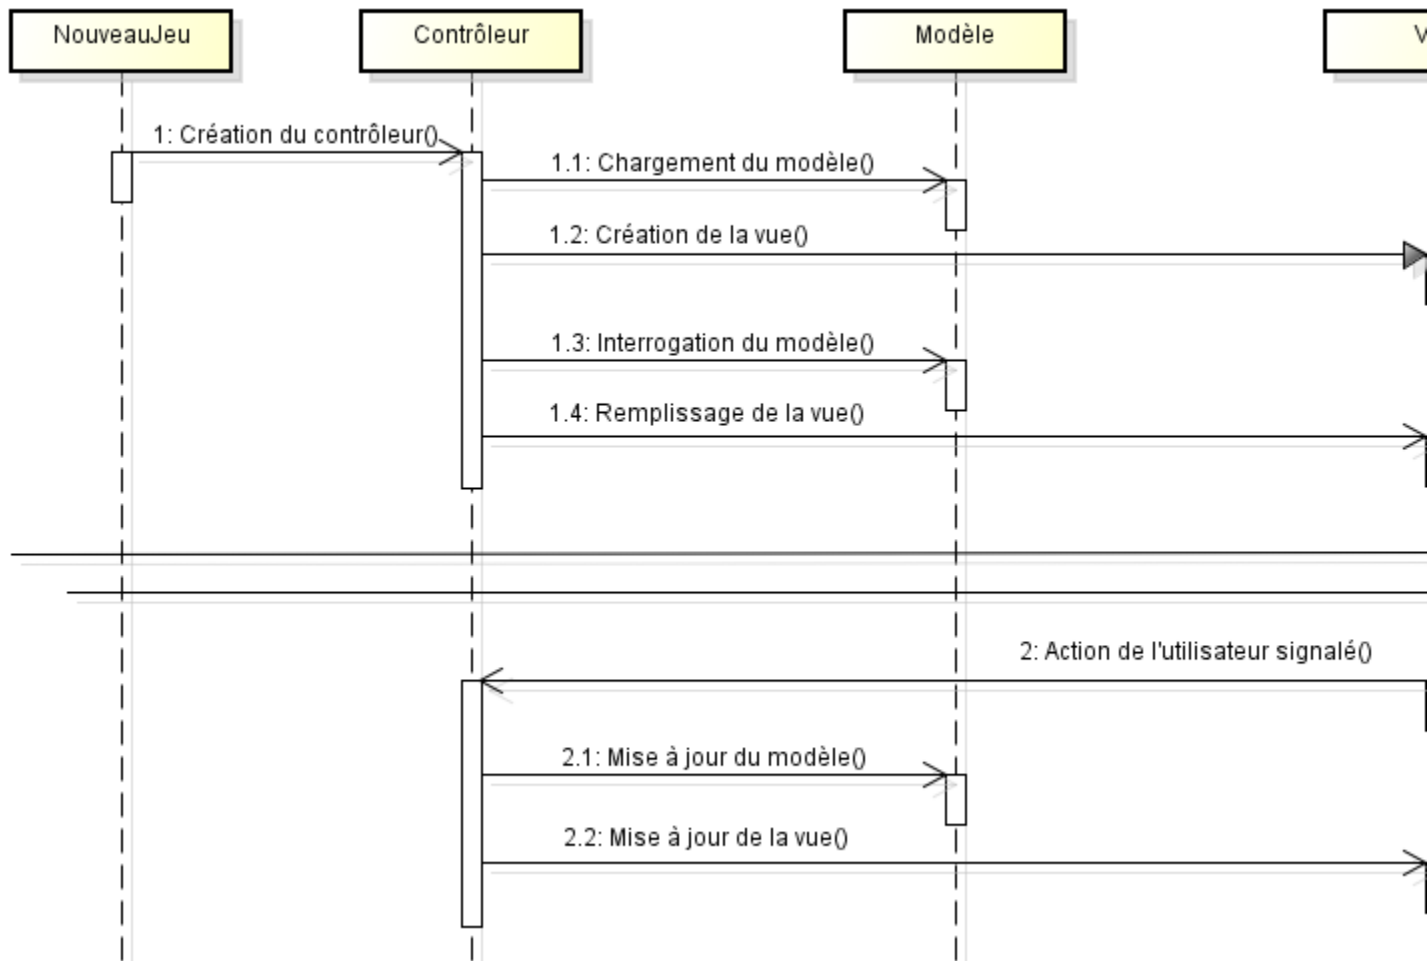 NouveauJeu
Contrôleur
Modèle
V
1: Création du contrôleur()
1.1: Chargement du modèle()
1.2: Création de la vue()
1.3: Interrogation du modèle()
1.4: Remplissage de la vue()
2: Action de l'utilisateur signalé()
2.1: Mise à jour du modèle()
2.2: Mise à jour de la vue()